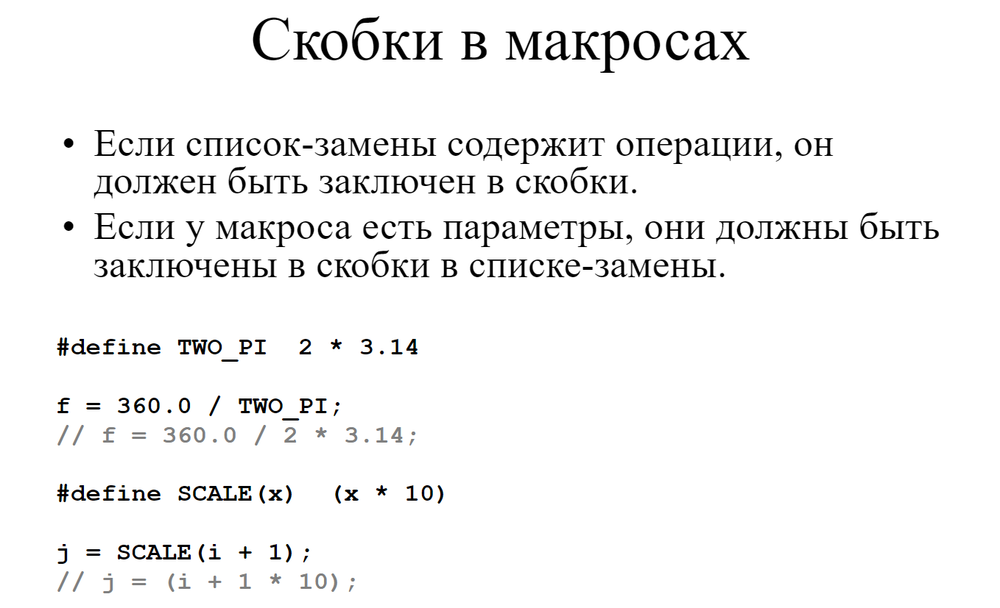 Скобки в макросах
• Если список-замены содержит операции, он
должен быть заключен в скобки.
• Если у макроса есть параметры, они должны быть
заключены в скобки в списке-замены.
#define TWO_PI  2 * 3.14
f = 360.0 / TWO_PI;
// f = 360.0 / 2 * 3.14;
#define SCALE(x)  (x * 10)
j = SCALE(i + 1);
// j = (i + 1 * 10);